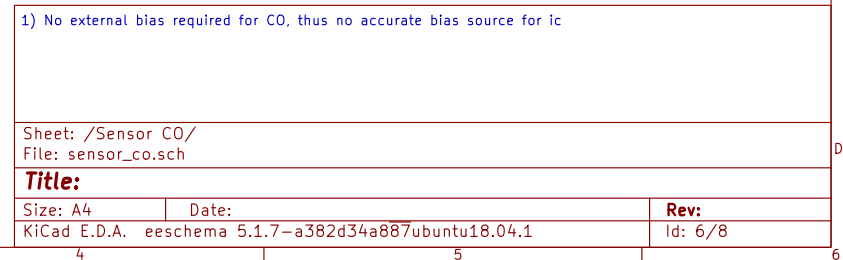 1) No external bias required for CO, thus no accurate bias source for ic
Sheet: /Sensor CO/
File: sensor_co.sch
D
Title:
Size: A4 Date: Rev:
KiCad E.D.A. eeschema 5.1.7-a382d34a887ubuntu18.04.1 Id: 6/8
4 5 6